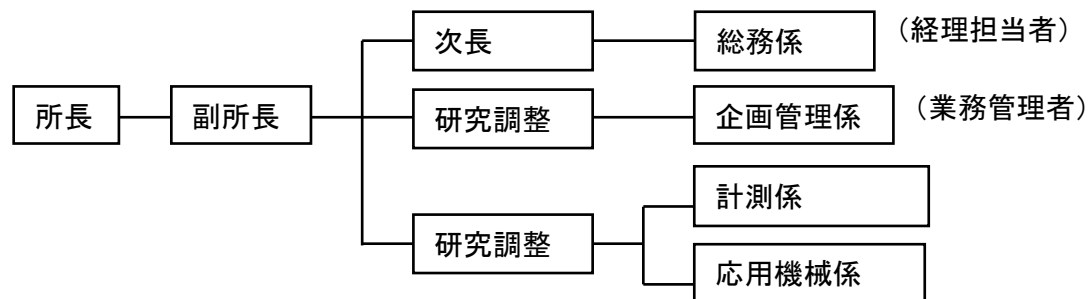 次長
総務係
（経理担当者）
所長
副所長
研究調整
企画管理係
（業務管理者）
計測係
研究調整
応用機械係